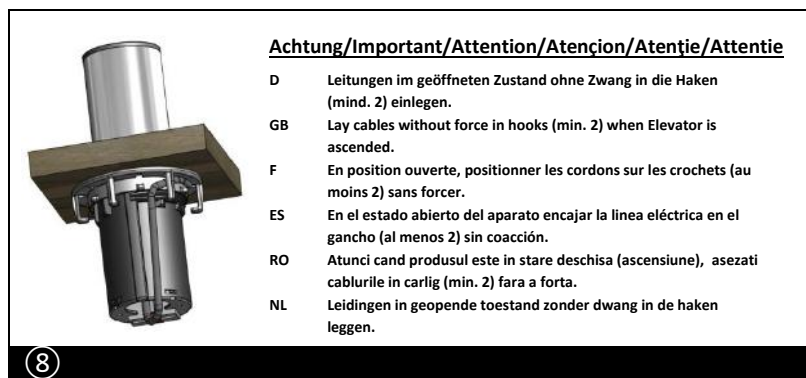 Achtung/Important/Attention/Atençion/Atenţie/Attentie
D Leitungen im geöffneten Zustand ohne Zwang in die Haken
(mind. 2) einlegen.
GB Lay cables without force in hooks (min. 2) when Elevator is
ascended.
F En position ouverte, positionner les cordons sur les crochets (au
moins 2) sans forcer.
ES En el estado abierto del aparato encajar la linea eléctrica en el
gancho (al menos 2) sin coacción.
RO Atunci cand produsul este in stare deschisa (ascensiune), asezati
cablurile in carlig (min. 2) fara a forta.
NL Leidingen in geopende toestand zonder dwang in de haken
leggen.
8